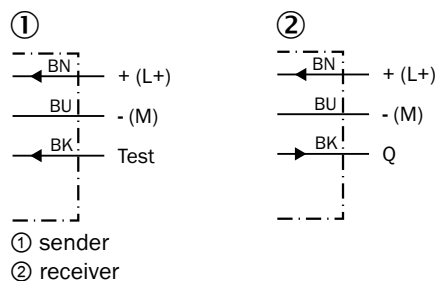 ① ②
BN + (L+) BN + (L+)
BU - (M) BU - (M)
BK Test BK Q
① sender
② receiver